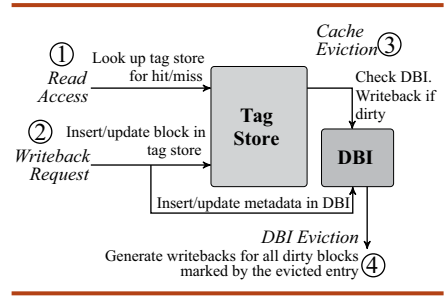 ① Read Access
Look up tag store
for hit/miss
② Writeback Request
Insert/update block in
tag store
Tag
Store
Cache
Eviction ③
Check DBI.
Writeback if
dirty
DBI
Insert/update metadata in DBI
DBI Eviction
Generate writebacks for all dirty blocks
marked by the evicted entry ④